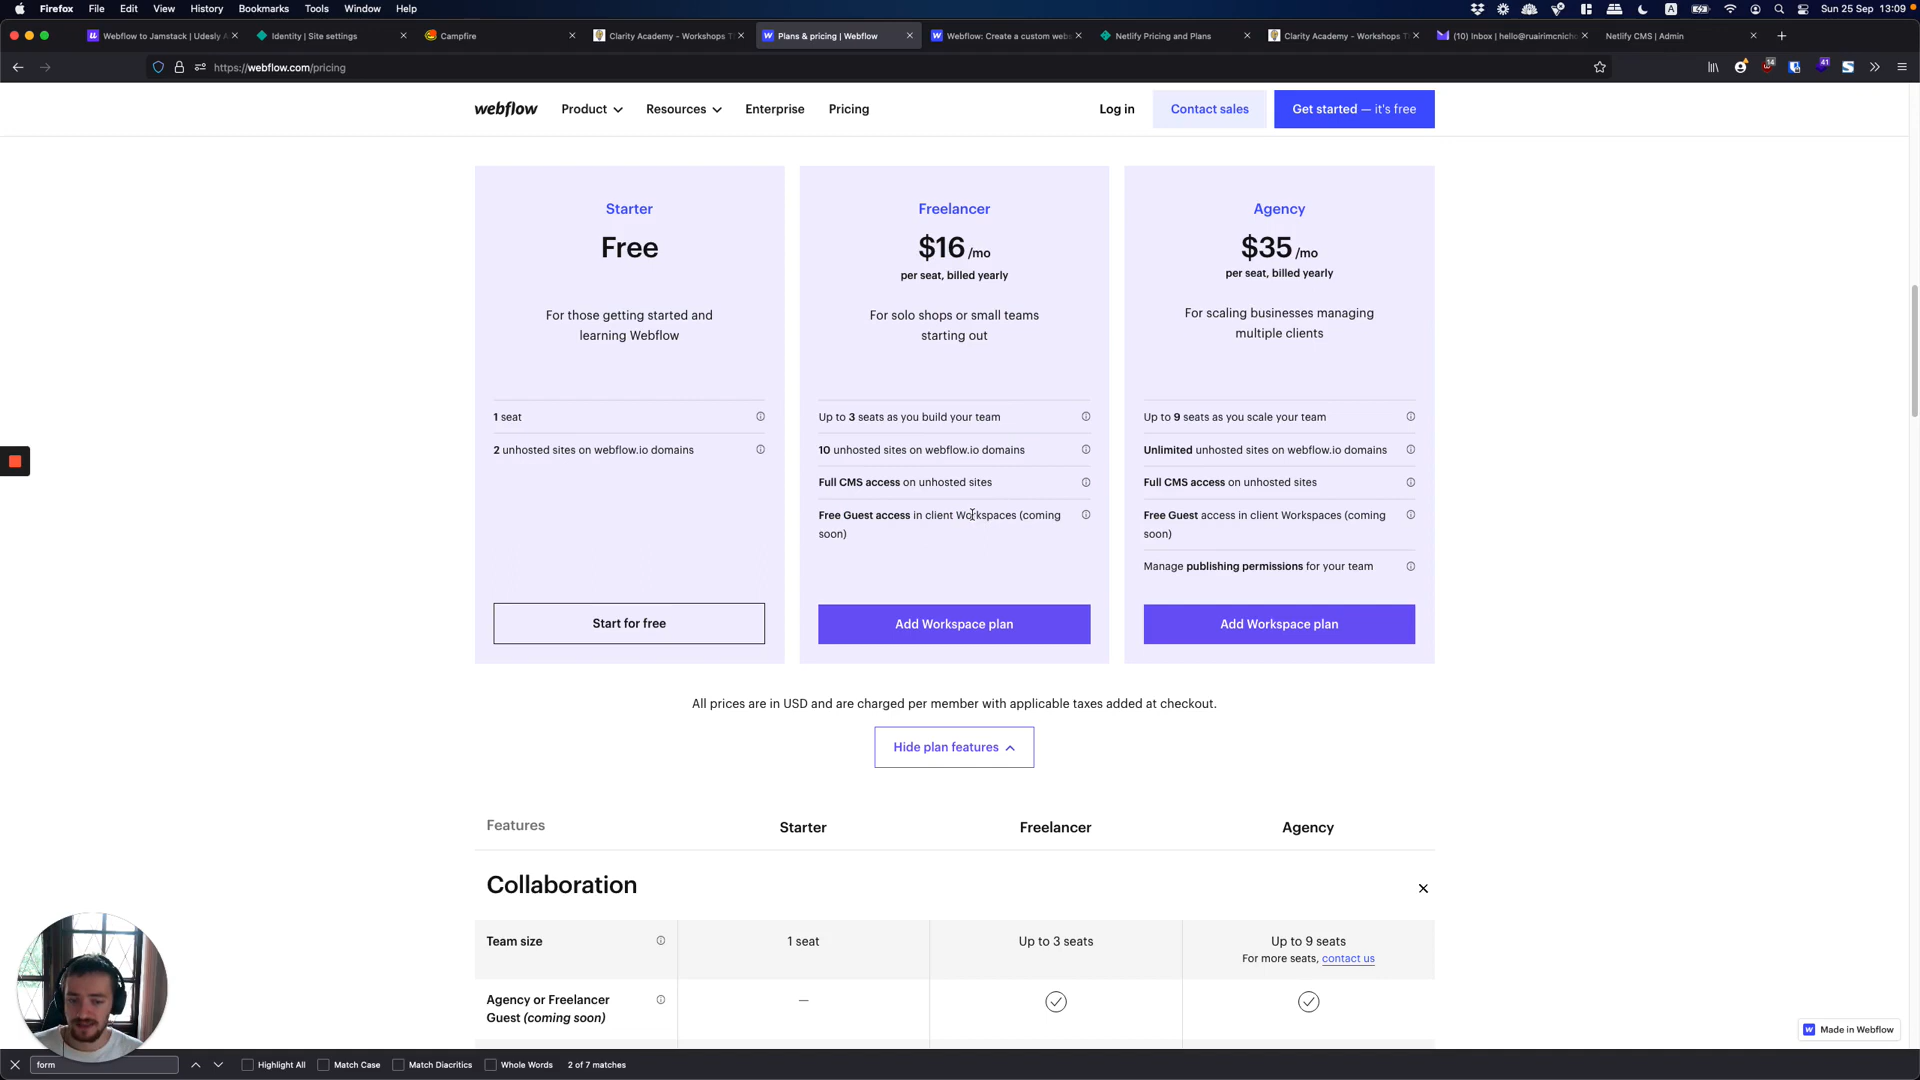 Firefox File Edit View History Bookmarks Tools Window Help
A
Sun 25 Sep 13:09
Webflow to Jamstack | Udesly
Identity | Site settings
Campfire
Clarity Academy - Workshops
Plans & pricing | Webflow
Webflow: Create a custom
Netlify Pricing and Plans
Clarity Academy - Workshops
(10) Inbox | hello@ruairimcnich
Netlify CMS | Admin
https://webflow.com/pricing
14
41
webflow
Product
Resources
Enterprise
Pricing
Log in
Contact sales
Get started — it's free
Starter
Free
For those getting started and
learning Webflow
1 seat
2 unhosted sites on webflow.io domains
Start for free
Freelancer
$16 /mo
per seat, billed yearly
For solo shops or small teams
starting out
Up to 3 seats as you build your team
10 unhosted sites on webflow.io domains
Full CMS access on unhosted sites
Free Guest access in client Workspaces (coming
soon)
Add Workspace plan
Agency
$35 /mo
per seat, billed yearly
For scaling businesses managing
multiple clients
Up to 9 seats as you scale your team
Unlimited unhosted sites on webflow.io domains
Full CMS access on unhosted sites
Free Guest access in client Workspaces (coming
soon)
Manage publishing permissions for your team
Add Workspace plan
All prices are in USD and are charged per member with applicable taxes added at checkout.
Hide plan features
Features Starter Freelancer Agency
Collaboration
Team size 1 seat Up to 3 seats Up to 9 seats
For more seats, contact us
Agency or Freelancer
Guest (coming soon)
Made in Webflow
form
Highlight All
Match Case
Match Diacritics
Whole Words
2 of 7 matches